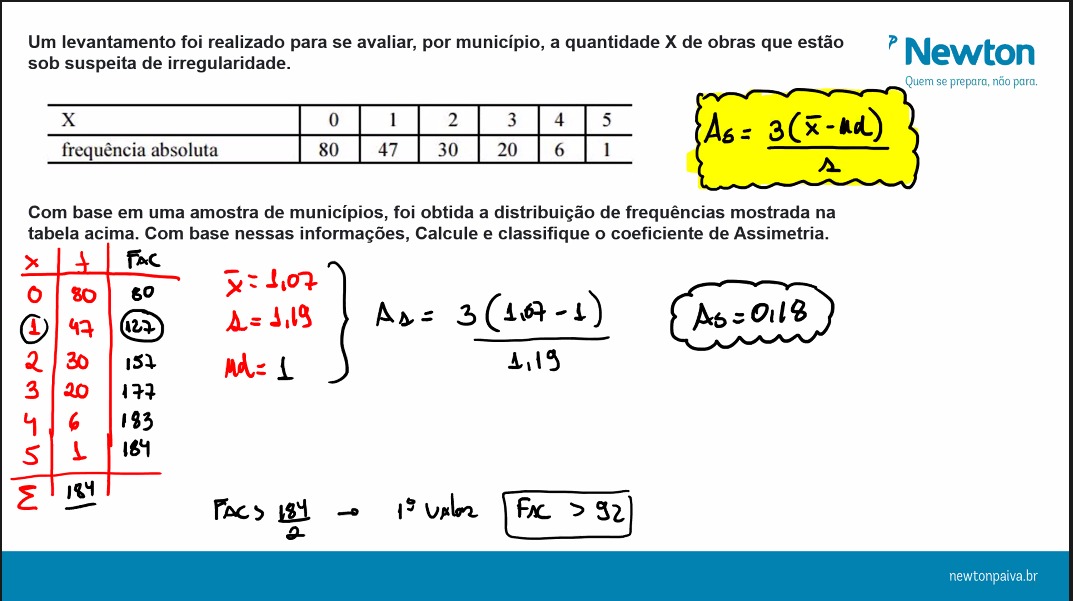 Um levantamento foi realizado para se avaliar, por município, a quantidade X de obras que estão
sob suspeita de irregularidade.
Newton
Quem se prepara, não para.
X 0 1 2 3 4 5
frequência absoluta 80 47 30 20 6 1
As = 3(x̄ - Md)
s
Com base em uma amostra de municípios, foi obtida a distribuição de frequências mostrada na
tabela acima. Com base nessas informações, Calcule e classifique o coeficiente de Assimetria.
x f FAC
0 80 80
1 47 127
2 30 157
3 20 177
4 6 183
5 1 184
Σ 184
x̄ = 1,07
s = 1,19
Md = 1
As = 3(1,07 - 1)
1,19
As = 0,18
FAC > 184/2 → 1º valor FAC > 92
newtonpaiva.br